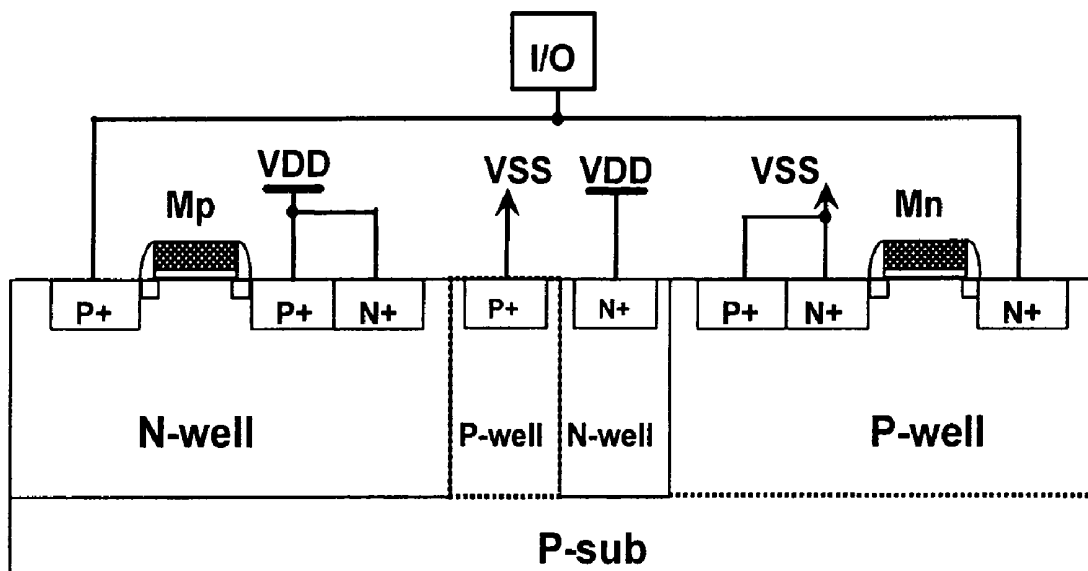 I/O
VDD
VSS
VDD
VSS
Mp
Mn
P+
P+
N+
P+
N+
P+
N+
N+
N-well
P-well
N-well
P-well
P-sub